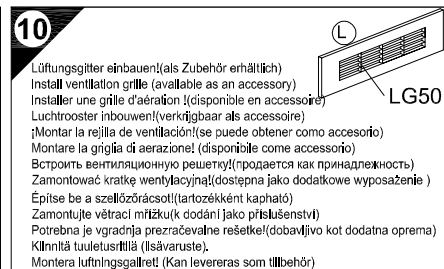 10
L
LG50
Lüftungsgitter einbauen!(als Zubehör erhältlich)
Install ventilation grille (available as an accessory)
Installer une grille d'aération !(disponible en accessoire)
Luchtrooster inbouwen!(verkrijgbaar als accessoire)
¡Montar la rejilla de ventilación!(se puede obtener como accesorio)
Montare la griglia di aerazione! (disponibile come accessorio)
Встроить вентиляционную решетку!(продается как принадлежность)
Zamontować kratkę wentylacyjną!(dostępna jako dodatkowe wyposażenie )
Építse be a szellőzőrácsot!(tartozékként kapható)
Zamontujte větrací mřížku(k dodání jako příslušenství)
Potrebna je vgradnja prezračevalne rešetke!(dobavljivo kot dodatna oprema)
Kiinnitä tuuletusritilä (lisävaruste).
Montera luftningsgallret! (Kan levereras som tillbehör)